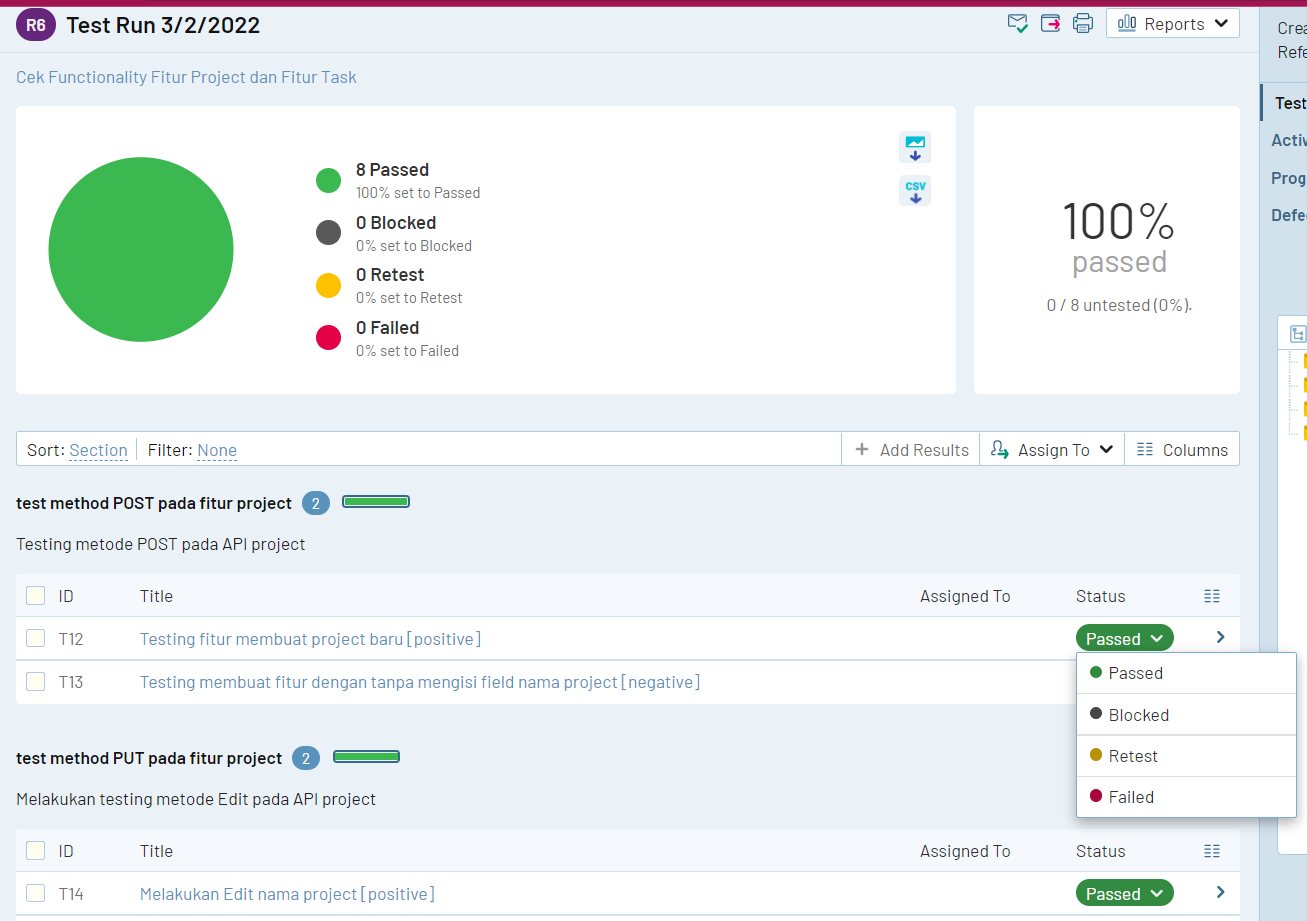 R6 Test Run 3/2/2022
Reports
Cek Functionality Fitur Project dan Fitur Task
8 Passed
100% set to Passed
0 Blocked
0% set to Blocked
0 Retest
0% set to Retest
0 Failed
0% set to Failed
CSV
100%
passed
0 / 8 untested (0%).
Sort: Section Filter: None Add Results Assign To Columns
test method POST pada fitur project 2
Testing metode POST pada API project
ID Title Assigned To Status
T12 Testing fitur membuat project baru [positive] Passed
T13 Testing membuat fitur dengan tanpa mengisi field nama project [negative]
Passed
Blocked
Retest
Failed
test method PUT pada fitur project 2
Melakukan testing metode Edit pada API project
ID Title Assigned To Status
T14 Melakukan Edit nama project [positive] Passed
Test